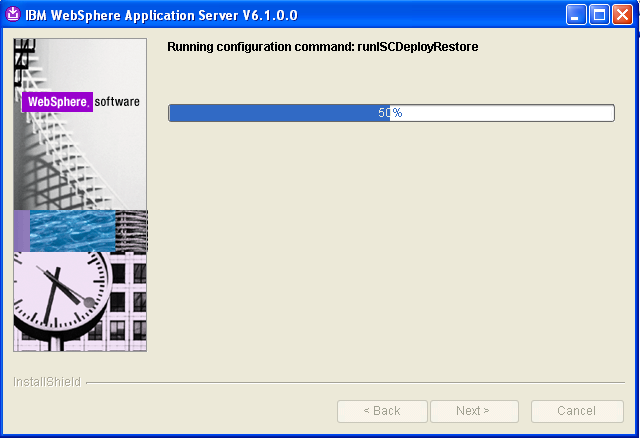 IBM WebSphere Application Server V6.1.0.0
Running configuration command: runISCDeployRestore
WebSphere. software
50%
InstallShield
< Back
Next >
Cancel